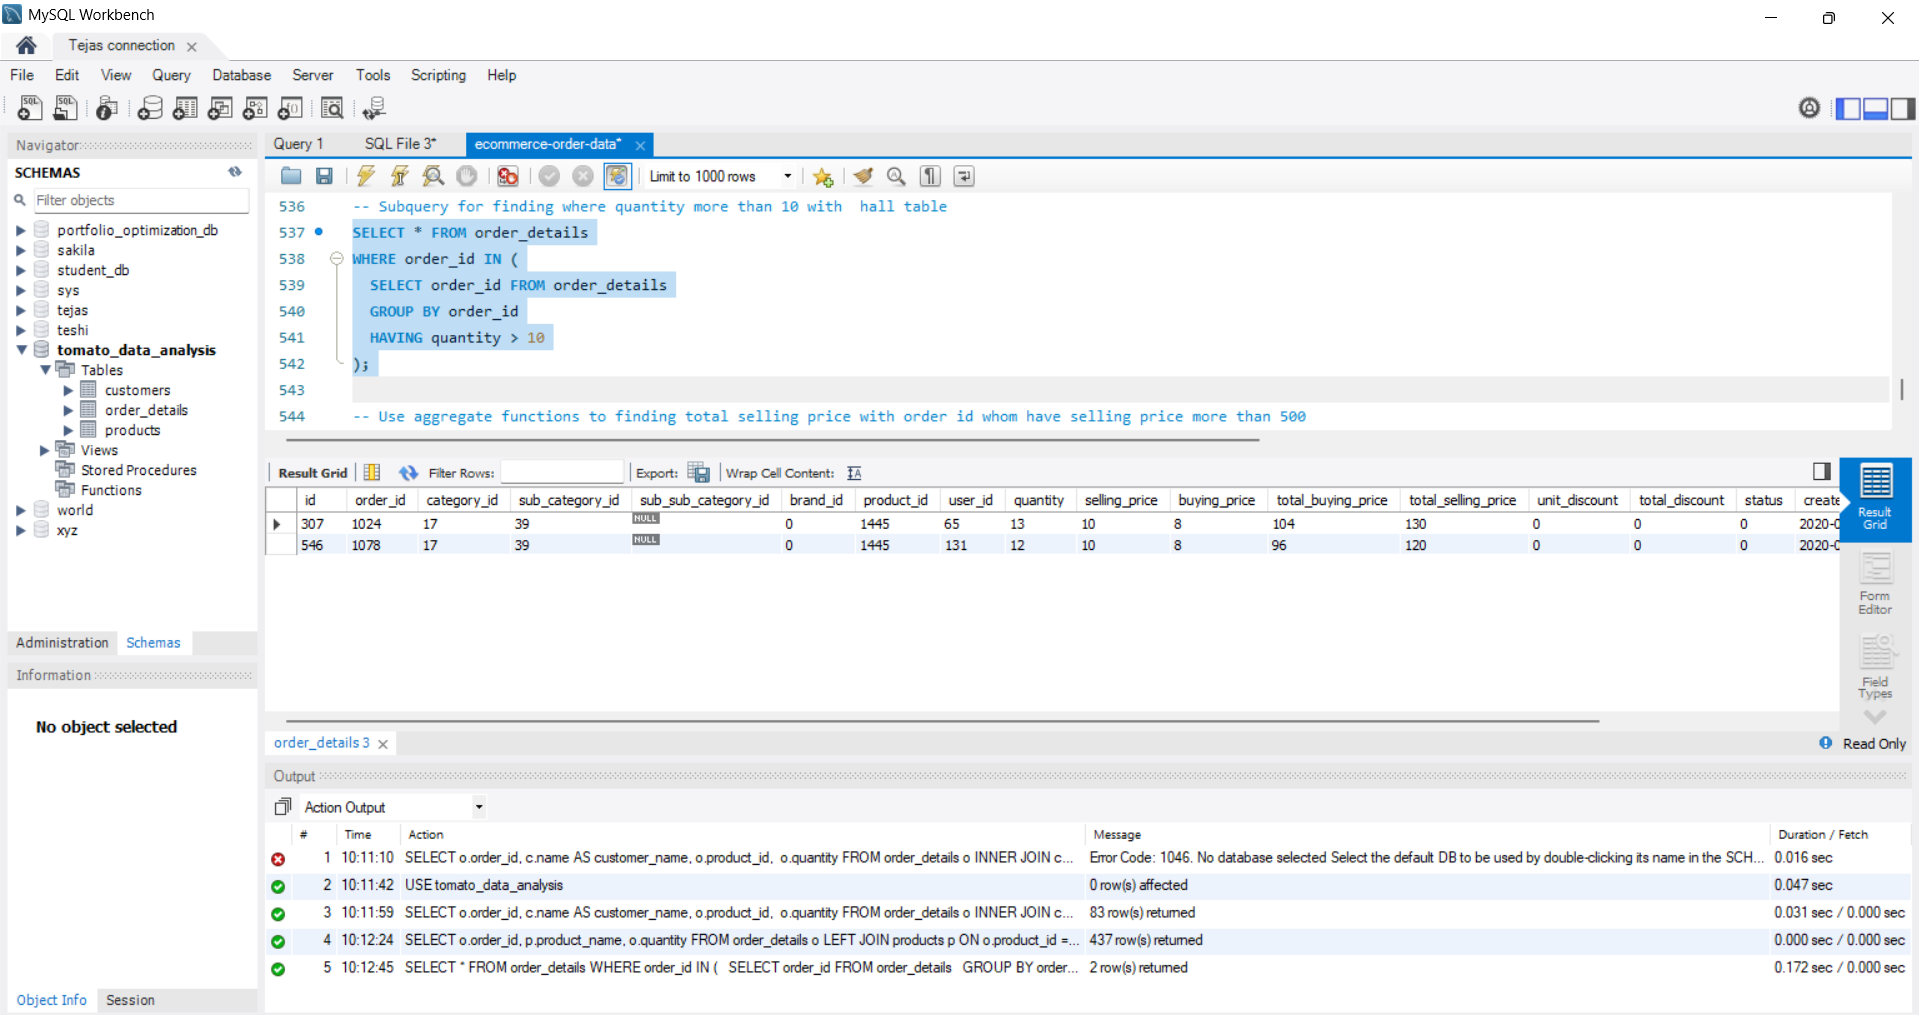 MySQL Workbench
Tejas connection
File Edit View Query Database Server Tools Scripting Help
Navigator
SCHEMAS
Filter objects
portfolio_optimization_db
sakila
student_db
sys
tejas
teshi
tomato_data_analysis
Tables
customers
order_details
products
Views
Stored Procedures
Functions
world
xyz
Administration Schemas
Information
No object selected
Object Info Session
Query 1 SQL File 3* ecommerce-order-data*
Limit to 1000 rows
536 -- Subquery for finding where quantity more than 10 with  hall table
537 SELECT * FROM order_details
538 WHERE order_id IN (
539 SELECT order_id FROM order_details
540 GROUP BY order_id
541 HAVING quantity > 10
542 );
543
544 -- Use aggregate functions to finding total selling price with order id whom have selling price more than 500
Result Grid Filter Rows: Export: Wrap Cell Content:
id order_id category_id sub_category_id sub_sub_category_id brand_id product_id user_id quantity selling_price buying_price total_buying_price total_selling_price unit_discount total_discount status create
307 1024 17 39 NULL 0 1445 65 13 10 8 104 130 0 0 0 2020-0
546 1078 17 39 NULL 0 1445 131 12 10 8 96 120 0 0 0 2020-0
Result
Grid
Form
Editor
Field
Types
order_details 3
Read Only
Output
Action Output
# Time Action Message Duration / Fetch
1 10:11:10 SELECT o.order_id, c.name AS customer_name, o.product_id, o.quantity FROM order_details o INNER JOIN c... Error Code: 1046. No database selected Select the default DB to be used by double-clicking its name in the SCH... 0.016 sec
2 10:11:42 USE tomato_data_analysis 0 row(s) affected 0.047 sec
3 10:11:59 SELECT o.order_id, c.name AS customer_name, o.product_id, o.quantity FROM order_details o INNER JOIN c... 83 row(s) returned 0.031 sec / 0.000 sec
4 10:12:24 SELECT o.order_id, p.product_name, o.quantity FROM order_details o LEFT JOIN products p ON o.product_id =... 437 row(s) returned 0.000 sec / 0.000 sec
5 10:12:45 SELECT * FROM order_details WHERE order_id IN ( SELECT order_id FROM order_details GROUP BY order... 2 row(s) returned 0.172 sec / 0.000 sec